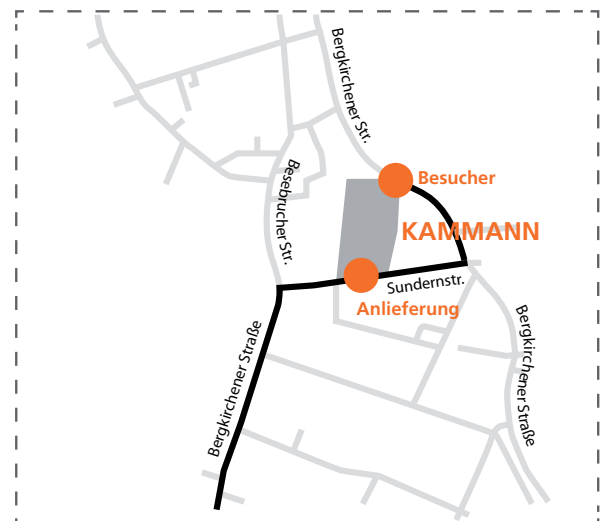 Bergkirchener Str.
Besebrucher Str.
Besucher
KAMMANN
Sundernstr.
Anlieferung
Bergkirchener Straße
Bergkirchener Straße